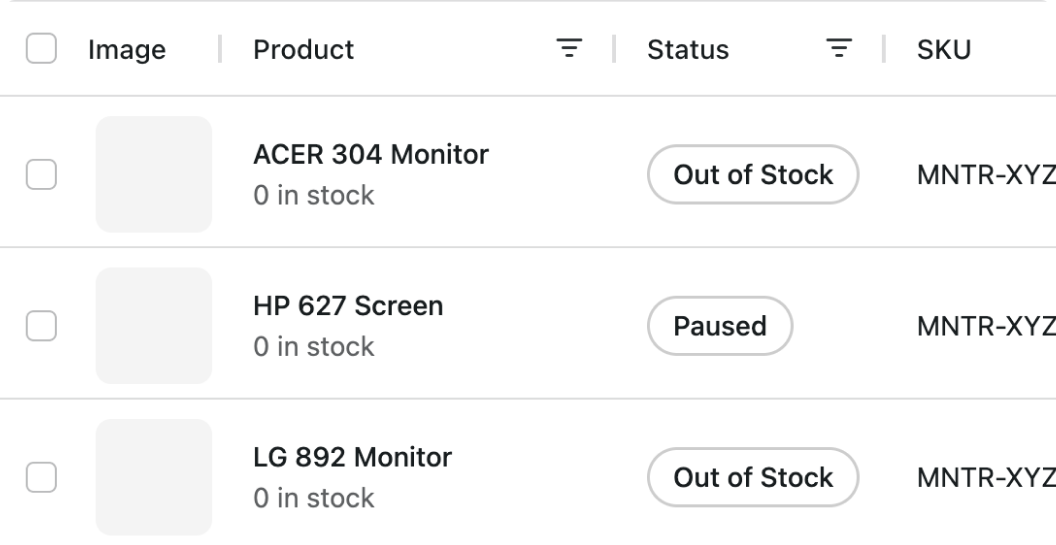 Image Product Status SKU
ACER 304 Monitor
0 in stock
Out of Stock
MNTR-XYZ
HP 627 Screen
0 in stock
Paused
MNTR-XYZ
LG 892 Monitor
0 in stock
Out of Stock
MNTR-XYZ